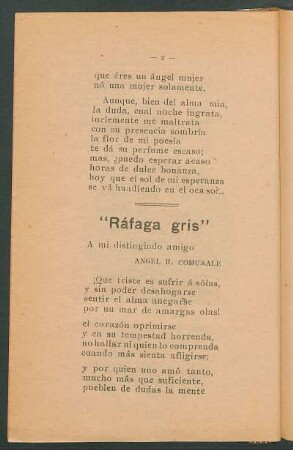 — 2 —
que éres un ángel mujer
nó una mujer solamente.
Aunque, bien del alma mia,
la duda, cual noche ingrata,
inclemente me maltrata
con su presencia sombría
la flor de mi poesía
te dá su perfume escaso;
mas, ¿puedo esperar acaso
horas de dulce bonanza,
hoy que el sol de mi esperanza
se vá hundiendo en el ocaso?..
"Ráfaga gris"
A mi distingindo amigo
ANGEL R. COMUNALE
¡Que triste es sufrir á sólas,
y sin poder desahogarse
sentir el alma anegarse
por un mar de amargas olas!
el corazón oprimirse
y en su tempestad horrenda,
no hallar ni quien lo comprenda
cuando más sienta afligirse:
y por quien uno amó tanto,
mucho más que suficiente,
pueblen de dudas la mente